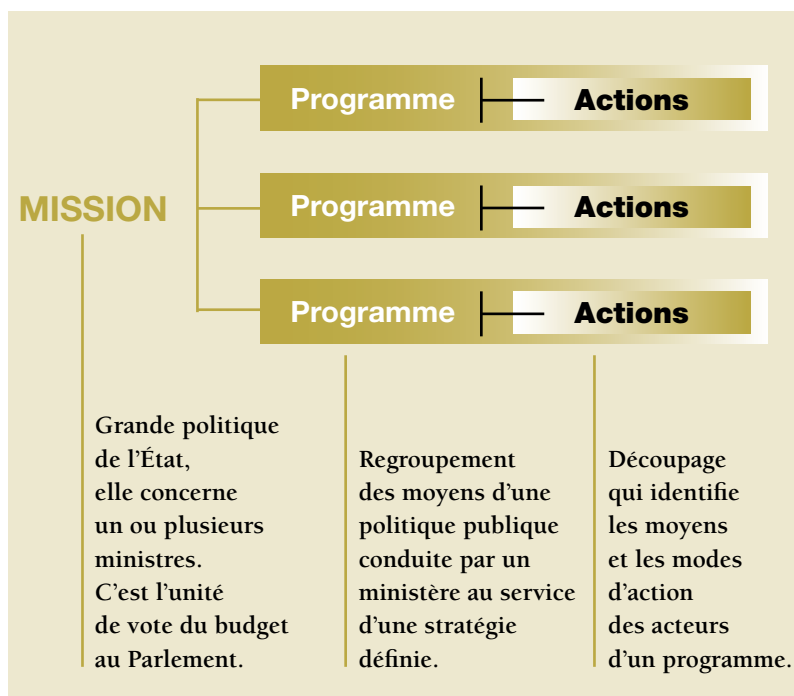 Programme Actions
MISSION
Programme Actions
Programme Actions
Grande politique
de l'État,
elle concerne
un ou plusieurs
ministres.
C'est l'unité
de vote du budget
au Parlement.
Regroupement
des moyens d'une
politique publique
conduite par un
ministère au service
d'une stratégie
définie.
Découpage
qui identifie
les moyens
et les modes
d'action
des acteurs
d'un programme.